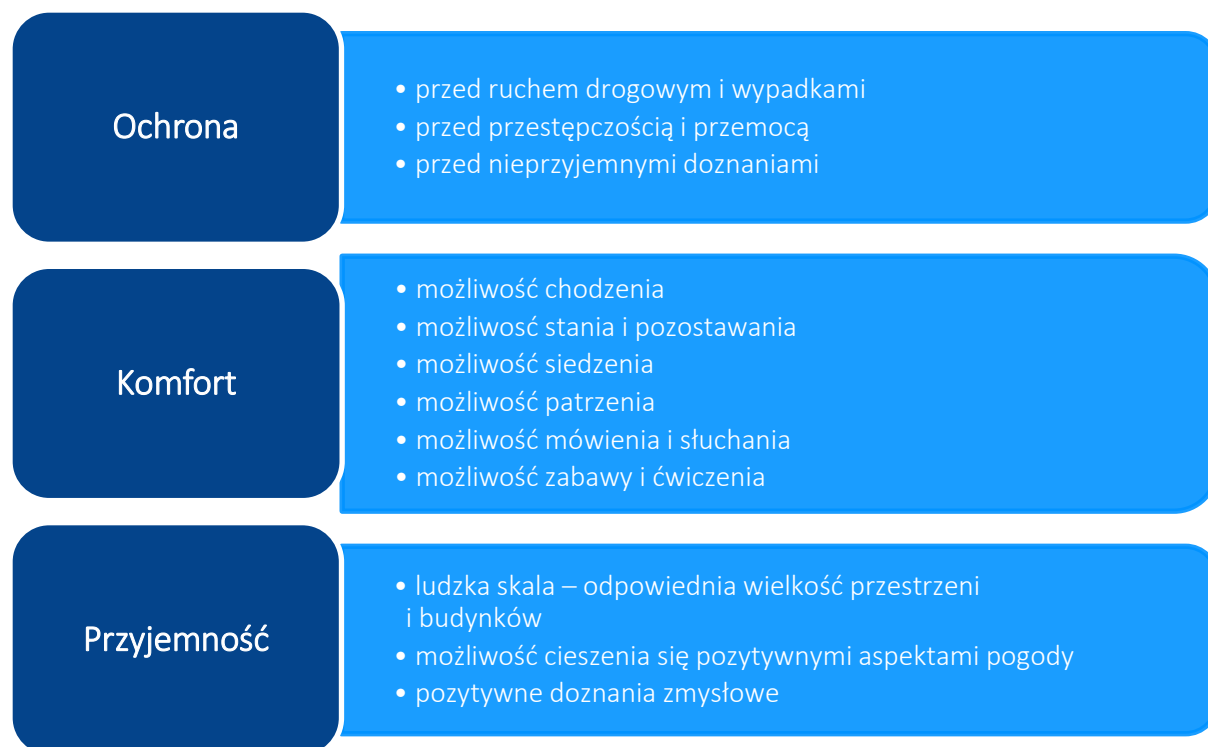 Ochrona
• przed ruchem drogowym i wypadkami
• przed przestępczością i przemocą
• przed nieprzyjemnymi doznaniami
Komfort
• możliwość chodzenia
• możliwosć stania i pozostawania
• możliwość siedzenia
• możliwość patrzenia
• możliwość mówienia i słuchania
• możliwość zabawy i ćwiczenia
Przyjemność
• ludzka skala – odpowiednia wielkość przestrzeni
i budynków
• możliwość cieszenia się pozytywnymi aspektami pogody
• pozytywne doznania zmysłowe